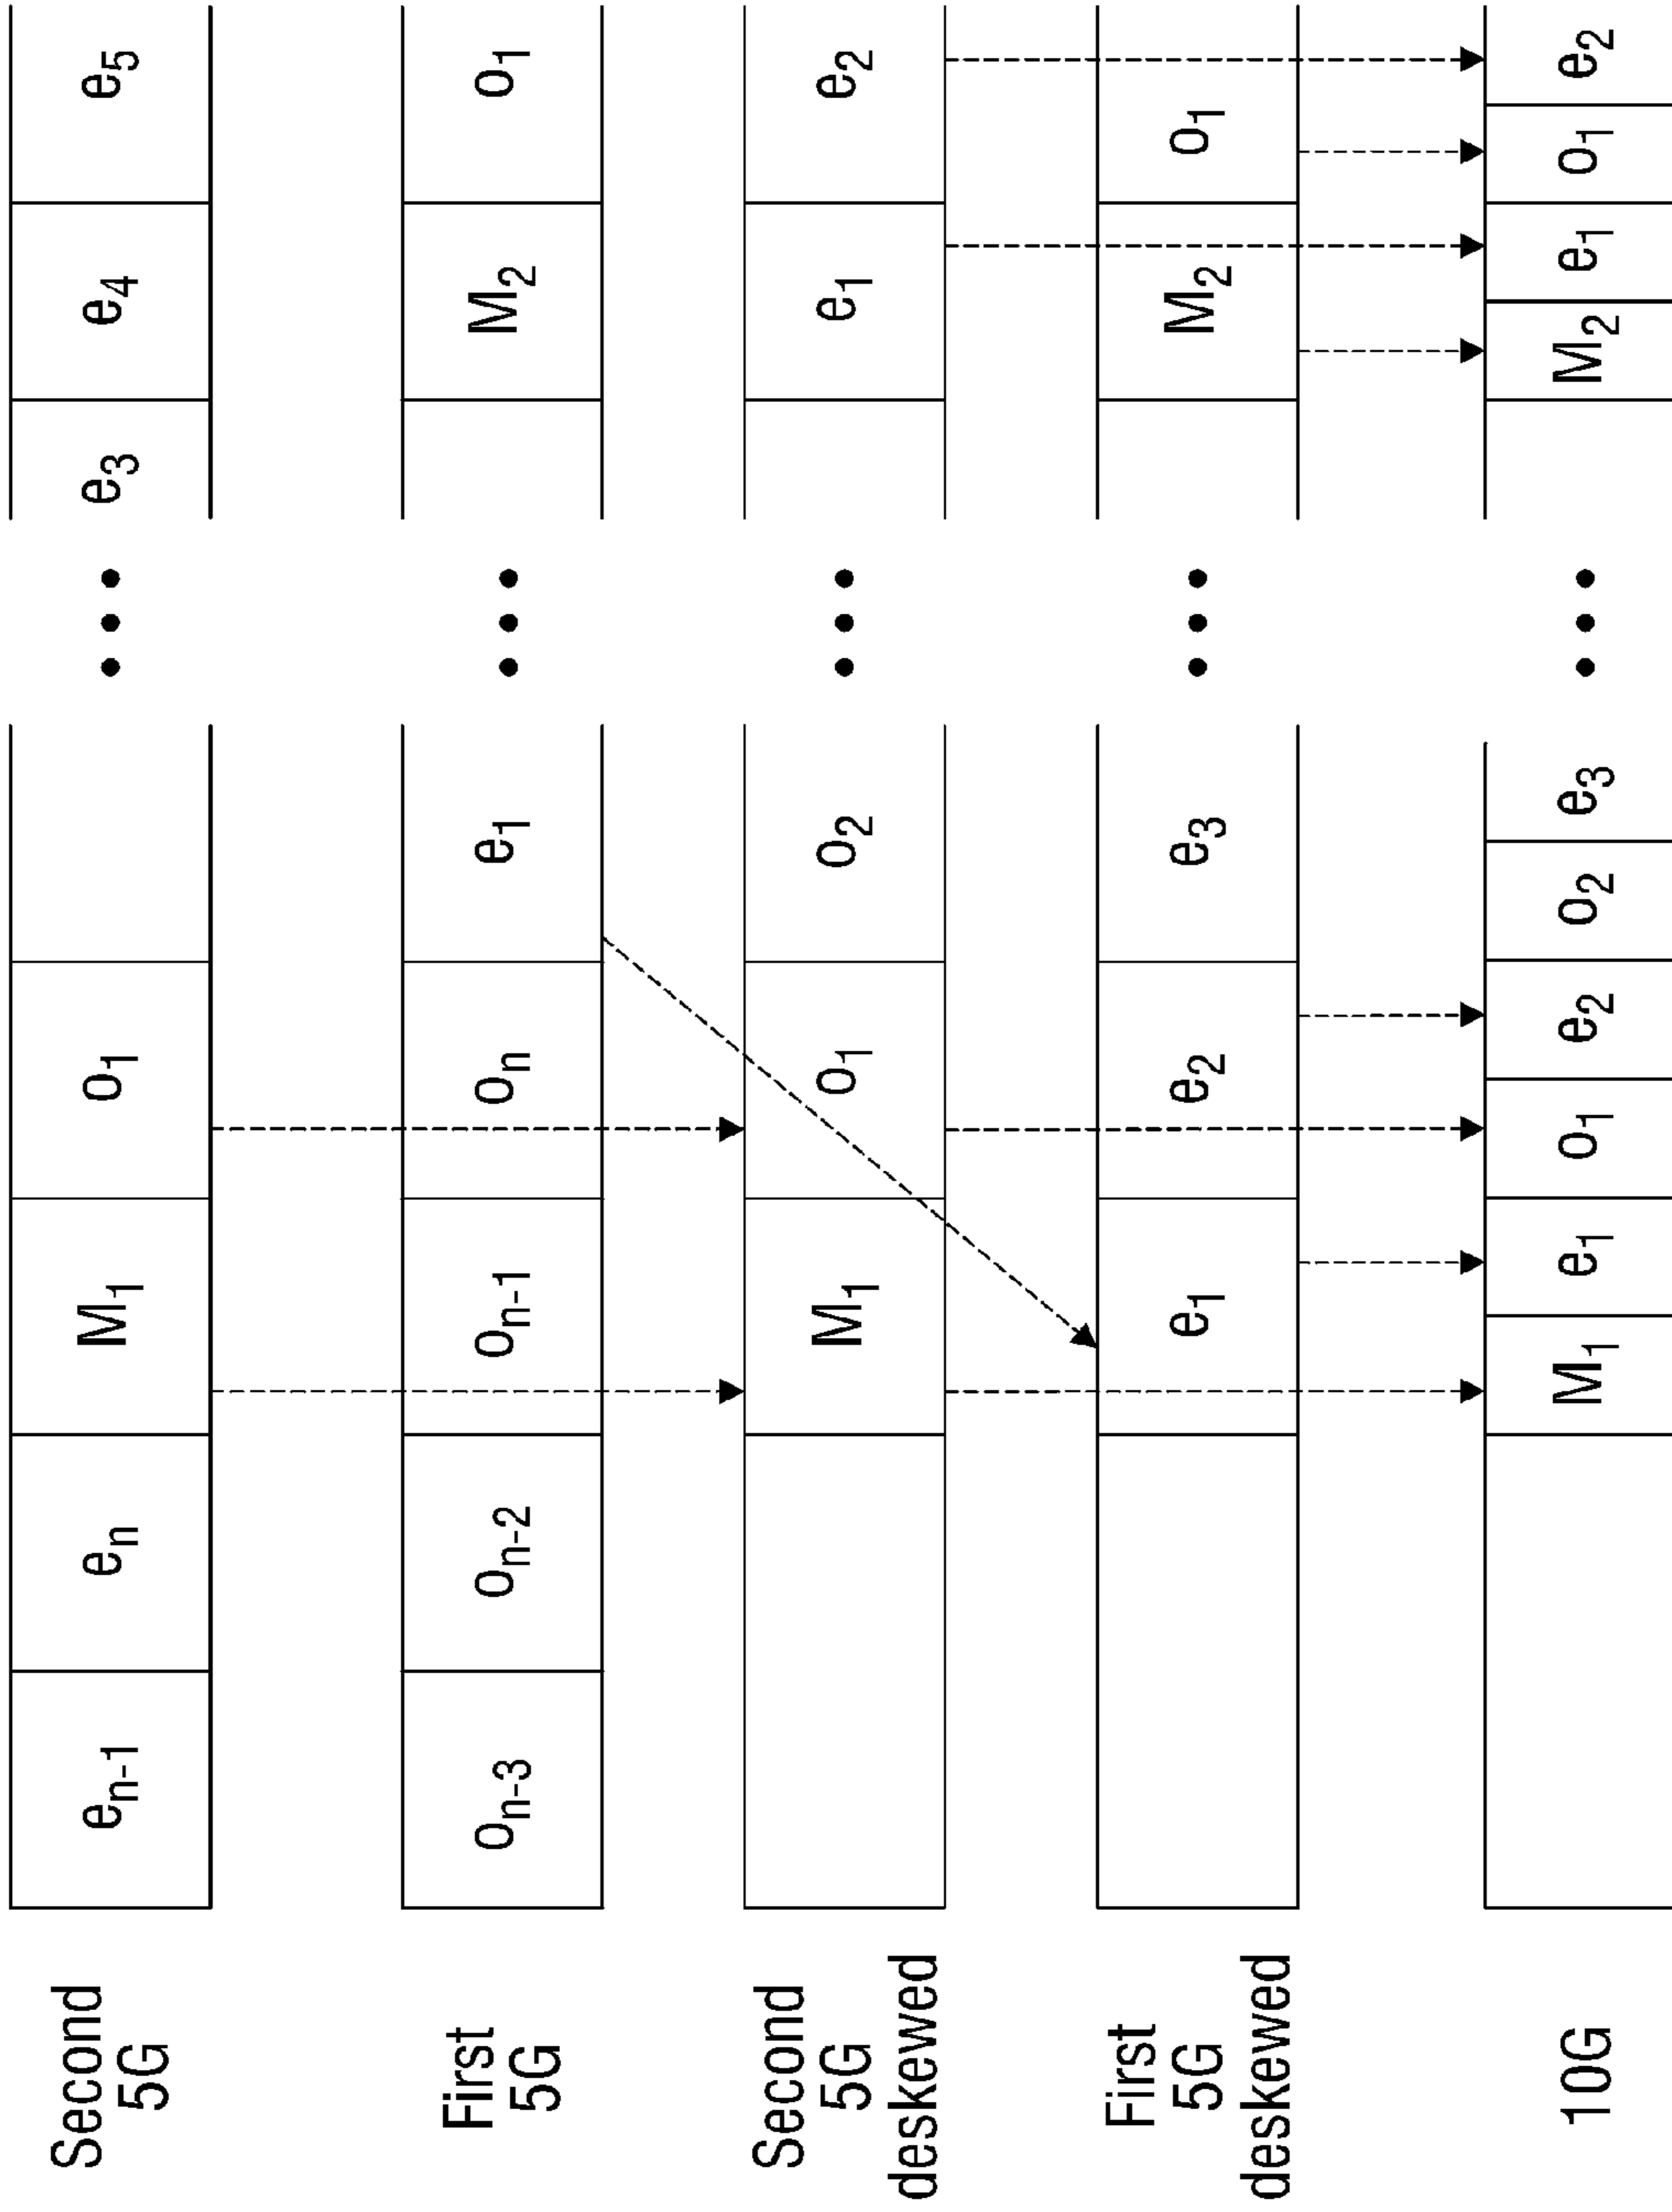 Second
5G
eₙ₋₁ eₙ M₁ o₁ ••• e₃ e₄ e₅
First
5G
oₙ₋₃ oₙ₋₂ oₙ₋₁ oₙ e₁ ••• M₂ o₁
Second
5G
deskewed
M₁ o₁ o₂ ••• e₁ e₂
First
5G
deskewed
e₁ e₂ e₃ ••• M₂ o₁
10G
M₁ e₁ o₁ e₂ o₂ e₃ ••• M₂ e₁ o₁ e₂